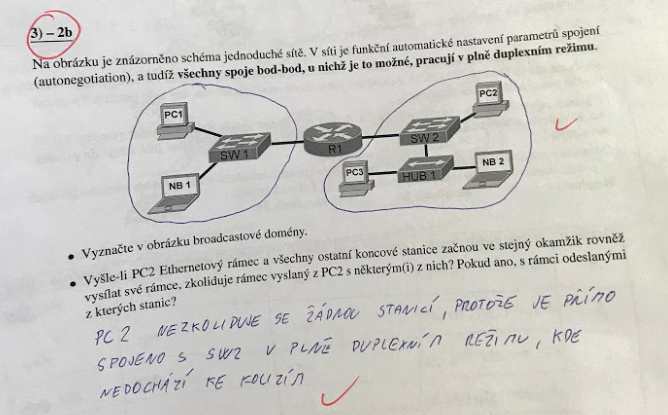 3) – 2b
Na obrázku je znázorněno schéma jednoduché sítě. V síti je funkční automatické nastavení parametrů spojení
(autonegotiation), a tudíž všechny spoje bod-bod, u nichž je to možné, pracují v plně duplexním režimu.
PC1
PC2
SW 1
R1
SW 2
NB 1
PC3
HUB 1
NB 2
• Vyznačte v obrázku broadcastové domény.
• Vyšle-li PC2 Ethernetový rámec a všechny ostatní koncové stanice začnou ve stejný okamžik rovněž
vysílat své rámce, zkoliduje rámec vyslaný z PC2 s některým(i) z nich? Pokud ano, s rámci odeslanými
z kterých stanic?
PC 2 NEZKOLIDUJE SE ŽÁDNOU STANICÍ, PROTOŽE JE PŘÍMO
SPOJENO S SW2 V PLNĚ DUPLEXNÍM REŽIMU, KDE
NEDOCHÁZÍ KE KOLIZÍM